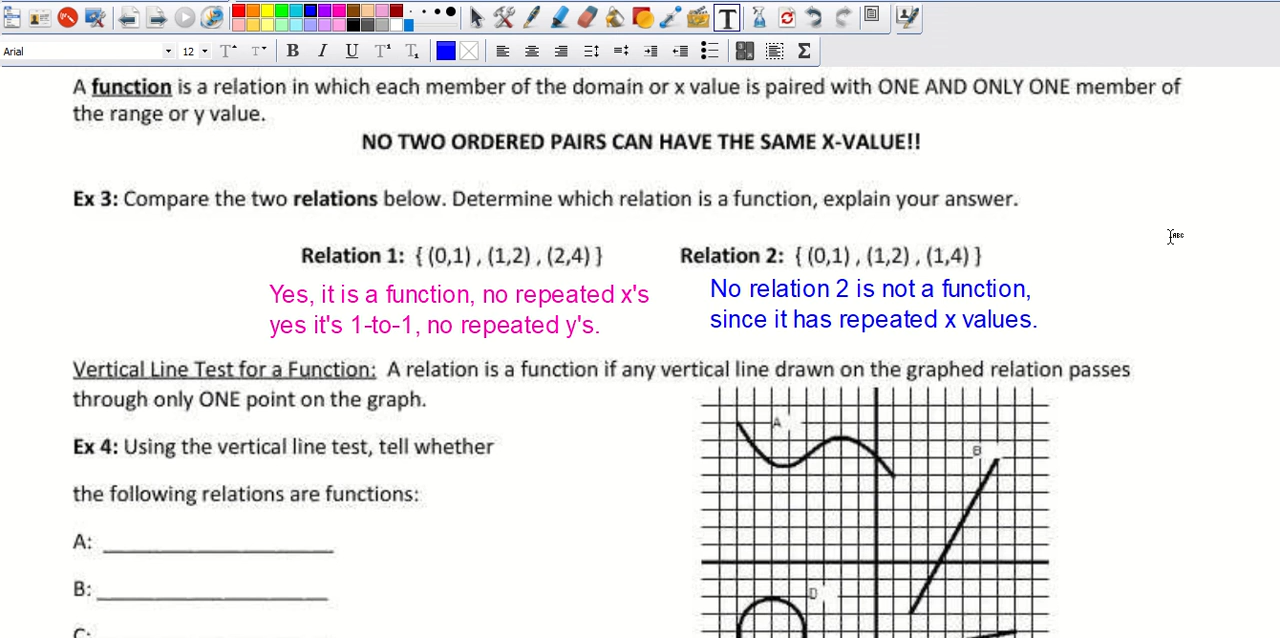 Arial 12 B I U T T
A function is a relation in which each member of the domain or x value is paired with ONE AND ONLY ONE member of
the range or y value.
NO TWO ORDERED PAIRS CAN HAVE THE SAME X-VALUE!!
Ex 3: Compare the two relations below. Determine which relation is a function, explain your answer.
Relation 1: { (0,1) , (1,2) , (2,4) } Relation 2: { (0,1) , (1,2) , (1,4) }
Yes, it is a function, no repeated x's
yes it's 1-to-1, no repeated y's.
No relation 2 is not a function,
since it has repeated x values.
Vertical Line Test for a Function: A relation is a function if any vertical line drawn on the graphed relation passes
through only ONE point on the graph.
Ex 4: Using the vertical line test, tell whether
the following relations are functions:
A: ____________________
B: ____________________
C:
A
B
D